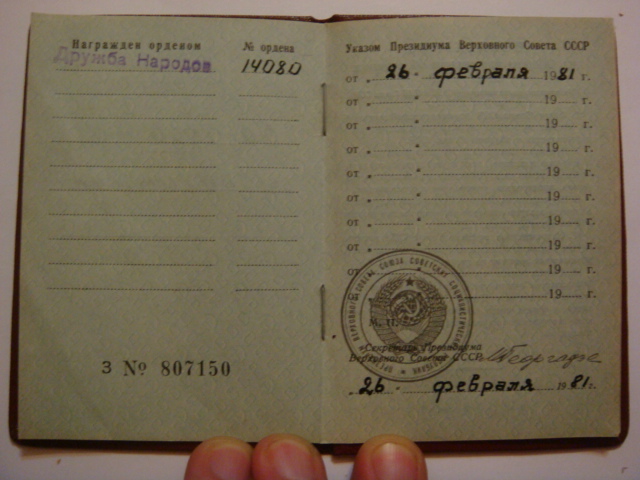 Награжден орденом № ордена
Дружба Народов 14080
З № 807150
Указом Президиума Верховного Совета СССР
от „ 26 " февраля 1981 г.
от „ " 19 г.
от „ " 19 г.
от „ " 19 г.
от „ " 19 г.
от „ " 19 г.
от „ " 19 г.
от „ " 19 г.
от „ " 19 г.
от „ " 19 г.
М. П.
Секретарь Президиума
Верховного Совета СССР Георгадзе
„ 26 " февраля 1981 г.